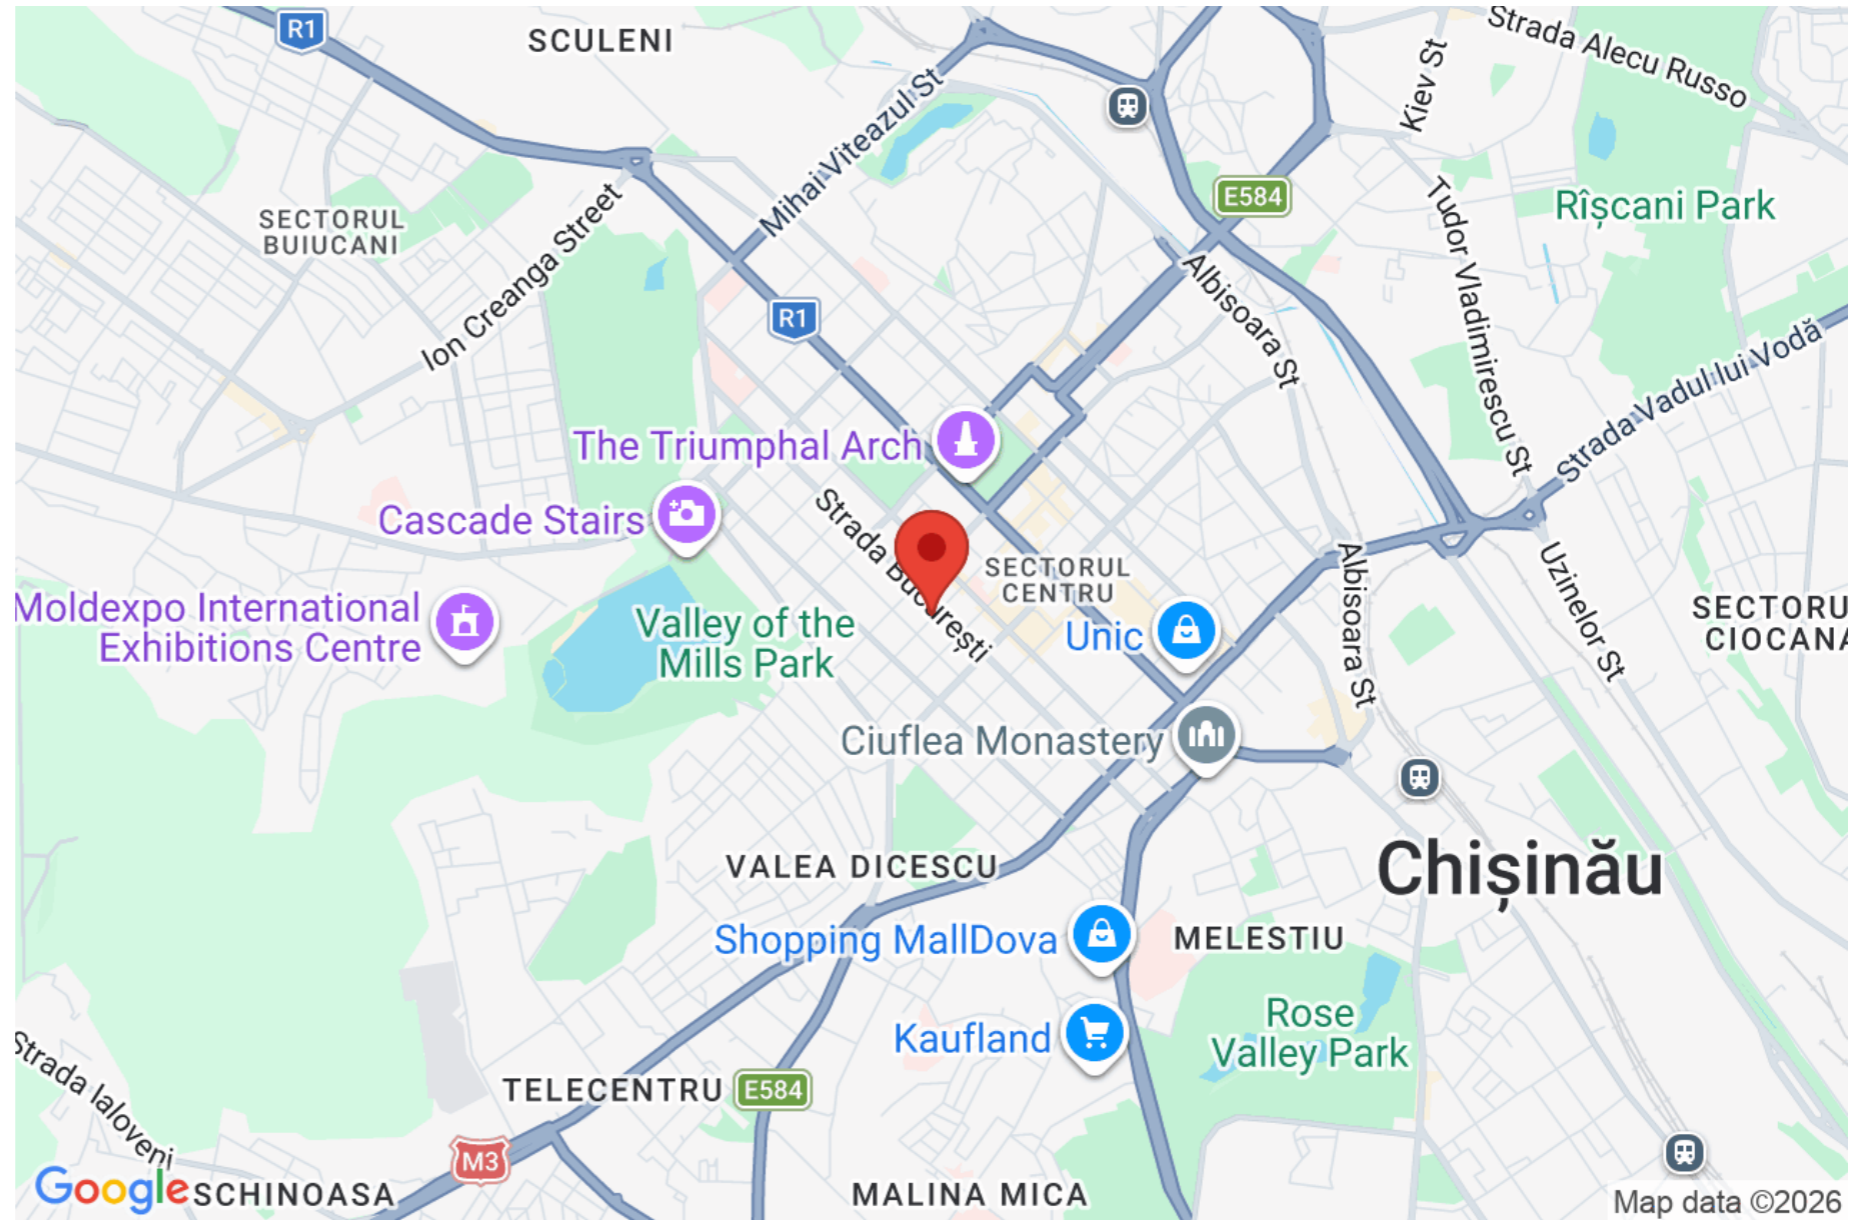 R1
SCULENI
Strada Alecu Russo
Kiev St
Mihai Viteazul St
E584
Rîșcani Park
SECTORUL
BUIUCANI
Ion Creanga Street
Tudor Vladimirescu St
Albisoara St
R1
Strada Vadul lui Vodă
The Triumphal Arch
Cascade Stairs
Strada București
SECTORUL
CENTRU
Albisoara St
Uzinelor St
Moldexpo International
Exhibitions Centre
Valley of the
Mills Park
Unic
SECTORU
CIOCANA
Ciuflea Monastery
Chișinău
VALEA DICESCU
Shopping MallDova
MELESTIU
Rose
Valley Park
Kaufland
Strada Ialoveni
TELECENTRU
E584
M3
Google
SCHINOASA
MALINA MICA
Map data ©2026